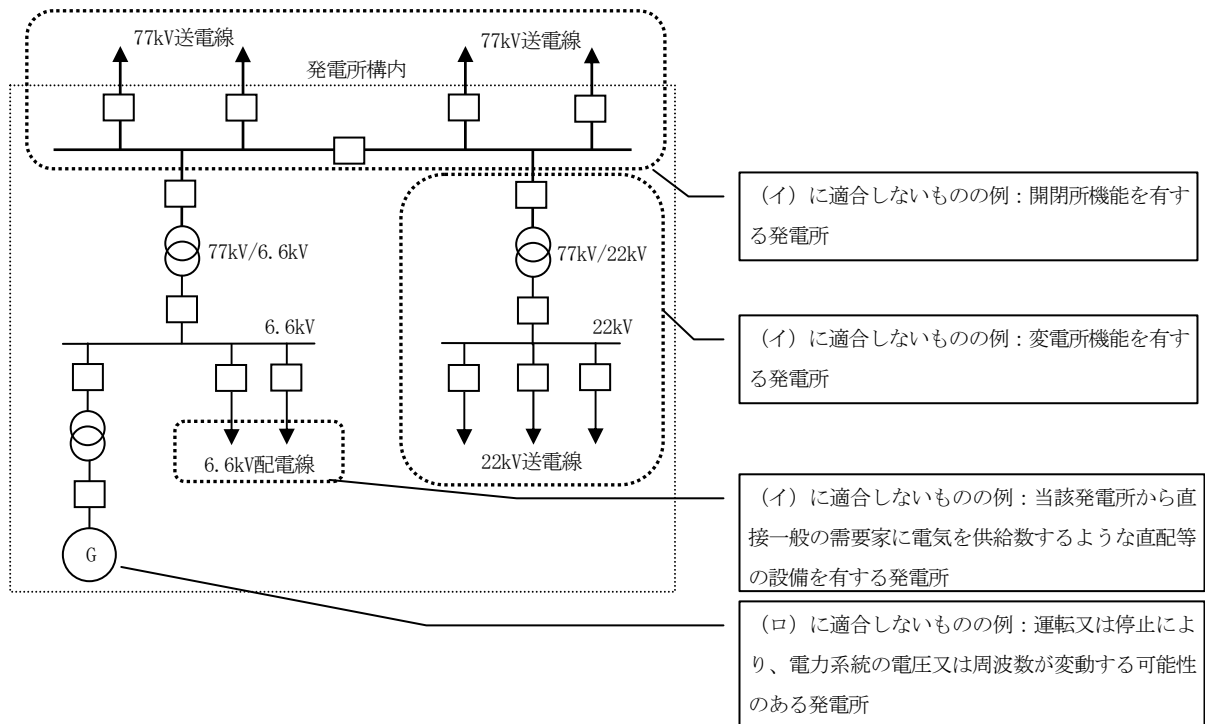 77kV送電線
77kV送電線
発電所構内
（イ）に適合しないものの例：開閉所機能を有す
る発電所
77kV/6.6kV
77kV/22kV
6.6kV
22kV
（イ）に適合しないものの例：変電所機能を有す
る発電所
6.6kV配電線
22kV送電線
（イ）に適合しないものの例：当該発電所から直
接一般の需要家に電気を供給数するような直配等
の設備を有する発電所
G
（ロ）に適合しないものの例：運転又は停止によ
り、電力系統の電圧又は周波数が変動する可能性
のある発電所